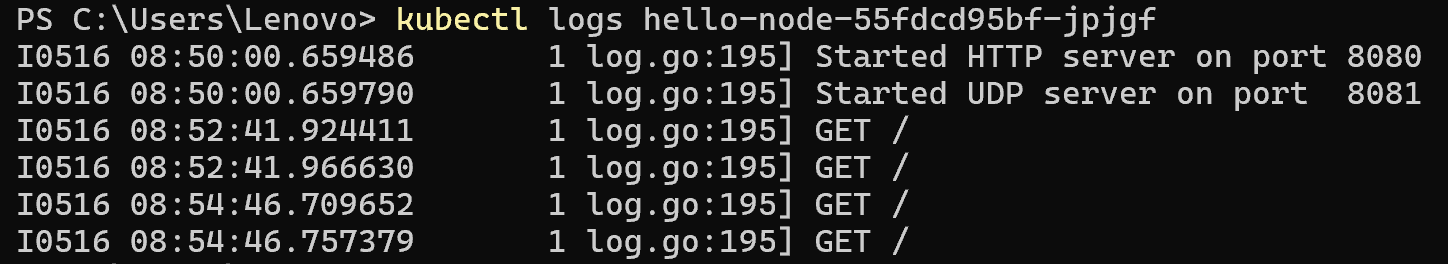 PS C:\Users\Lenovo> kubectl logs hello-node-55fdcd95bf-jpjgf
I0516 08:50:00.659486       1 log.go:195] Started HTTP server on port 8080
I0516 08:50:00.659790       1 log.go:195] Started UDP server on port  8081
I0516 08:52:41.924411       1 log.go:195] GET /
I0516 08:52:41.966630       1 log.go:195] GET /
I0516 08:54:46.709652       1 log.go:195] GET /
I0516 08:54:46.757379       1 log.go:195] GET /